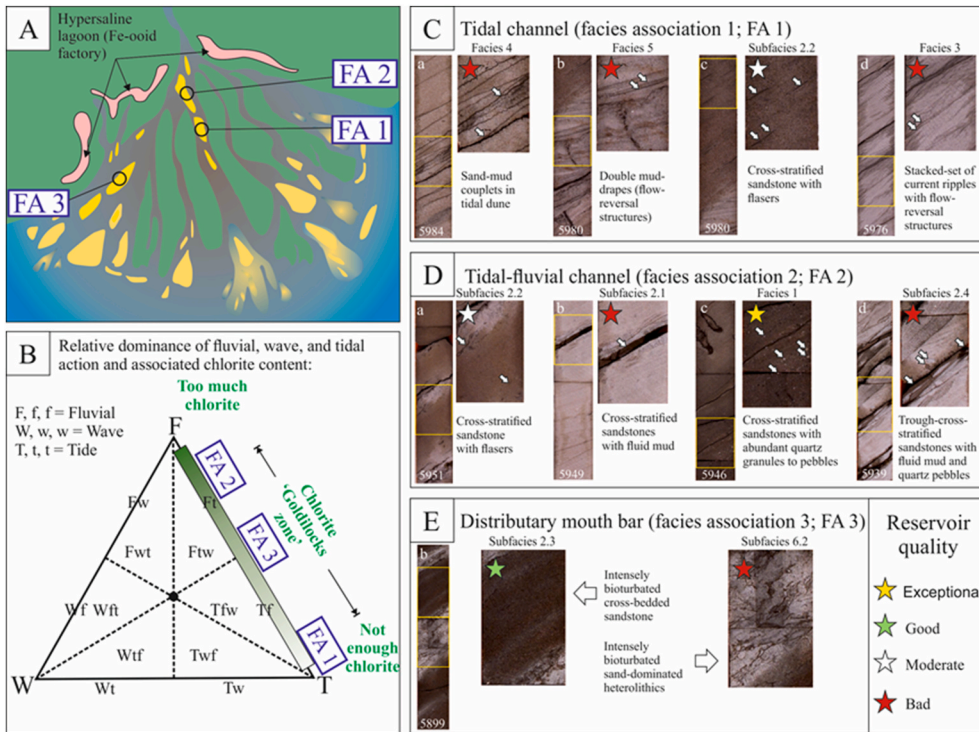 A
Hypersaline
lagoon (Fe-ooid
factory)
FA 2
FA 1
FA 3
B
Relative dominance of fluvial, wave, and tidal
action and associated chlorite content:
F, f, f = Fluvial
W, w, w = Wave
T, t, t = Tide
Too much
chlorite
F
FA 2
Chlorite
'Goldilocks
zone'
Fw
Ft
FA 3
Fwt
Ftw
Wf
Wft
Tfw
Tf
Not
enough
chlorite
FA 1
Wtf
Twf
W
T
Wt
Tw
C
Tidal channel (facies association 1; FA 1)
a
Facies 4
5984
Sand-mud
couplets in
tidal dune
b
Facies 5
5980
Double mud-
drapes (flow-
reversal
structures)
c
Subfacies 2.2
5980
Cross-stratified
sandstone with
flasers
d
Facies 3
5976
Stacked-set of
current ripples
with flow-
reversal
structures
D
Tidal-fluvial channel (facies association 2; FA 2)
a
Subfacies 2.2
5951
Cross-stratified
sandstone
with flasers
b
Subfacies 2.1
5949
Cross-stratified
sandstones
with fluid mud
c
Facies 1
5946
Cross-stratified
sandstones with
abundant quartz
granules to pebbles
d
Subfacies 2.4
5939
Trough-cross-
stratified
sandstones with
fluid mud and
quartz pebbles
E
Distributary mouth bar (facies association 3; FA 3)
b
5899
Subfacies 2.3
Intensely
bioturbated
cross-bedded
sandstone
Subfacies 6.2
Intensely
bioturbated
sand-dominated
heterolithics
Reservoir
quality
Exceptiona
Good
Moderate
Bad